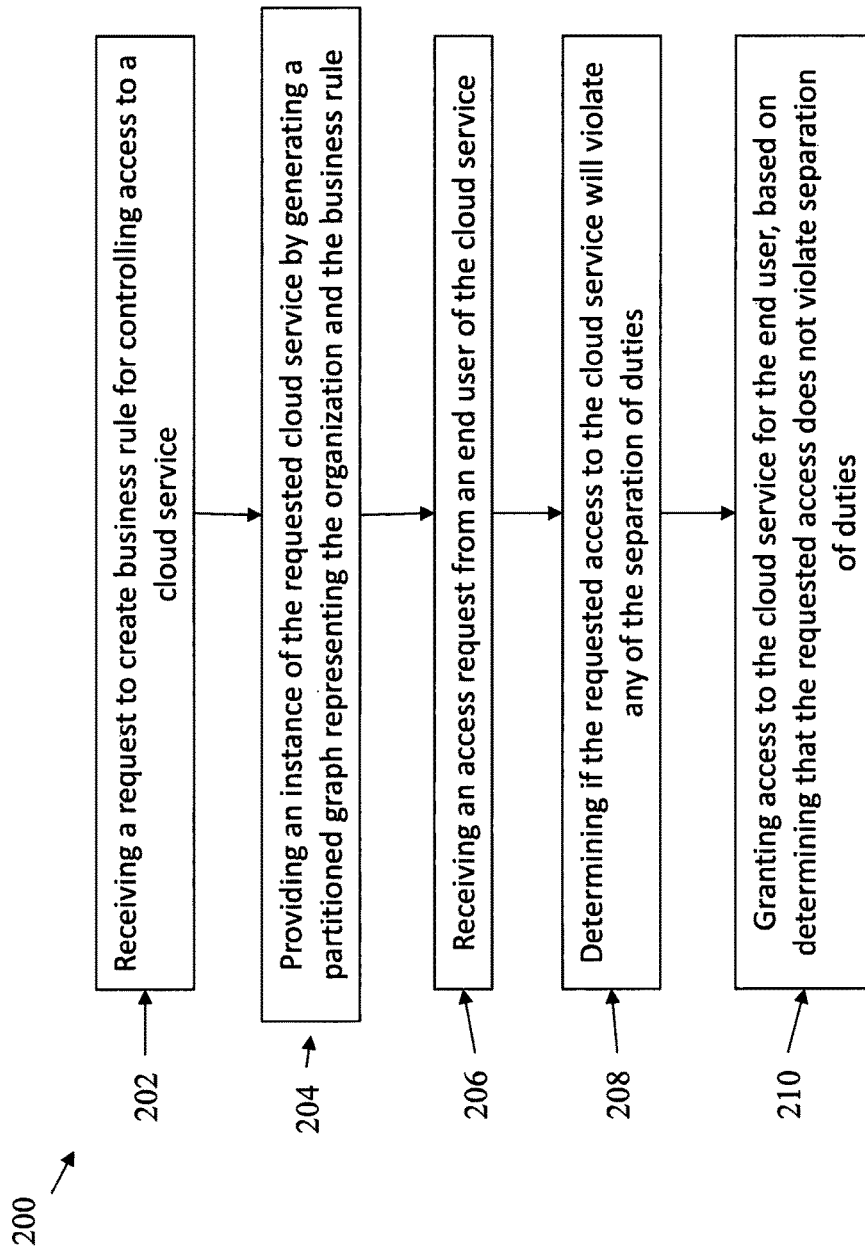 200
202
Receiving a request to create business rule for controlling access to a
cloud service
204
Providing an instance of the requested cloud service by generating a
partitioned graph representing the organization and the business rule
206
Receiving an access request from an end user of the cloud service
208
Determining if the requested access to the cloud service will violate
any of the separation of duties
210
Granting access to the cloud service for the end user, based on
determining that the requested access does not violate separation
of duties